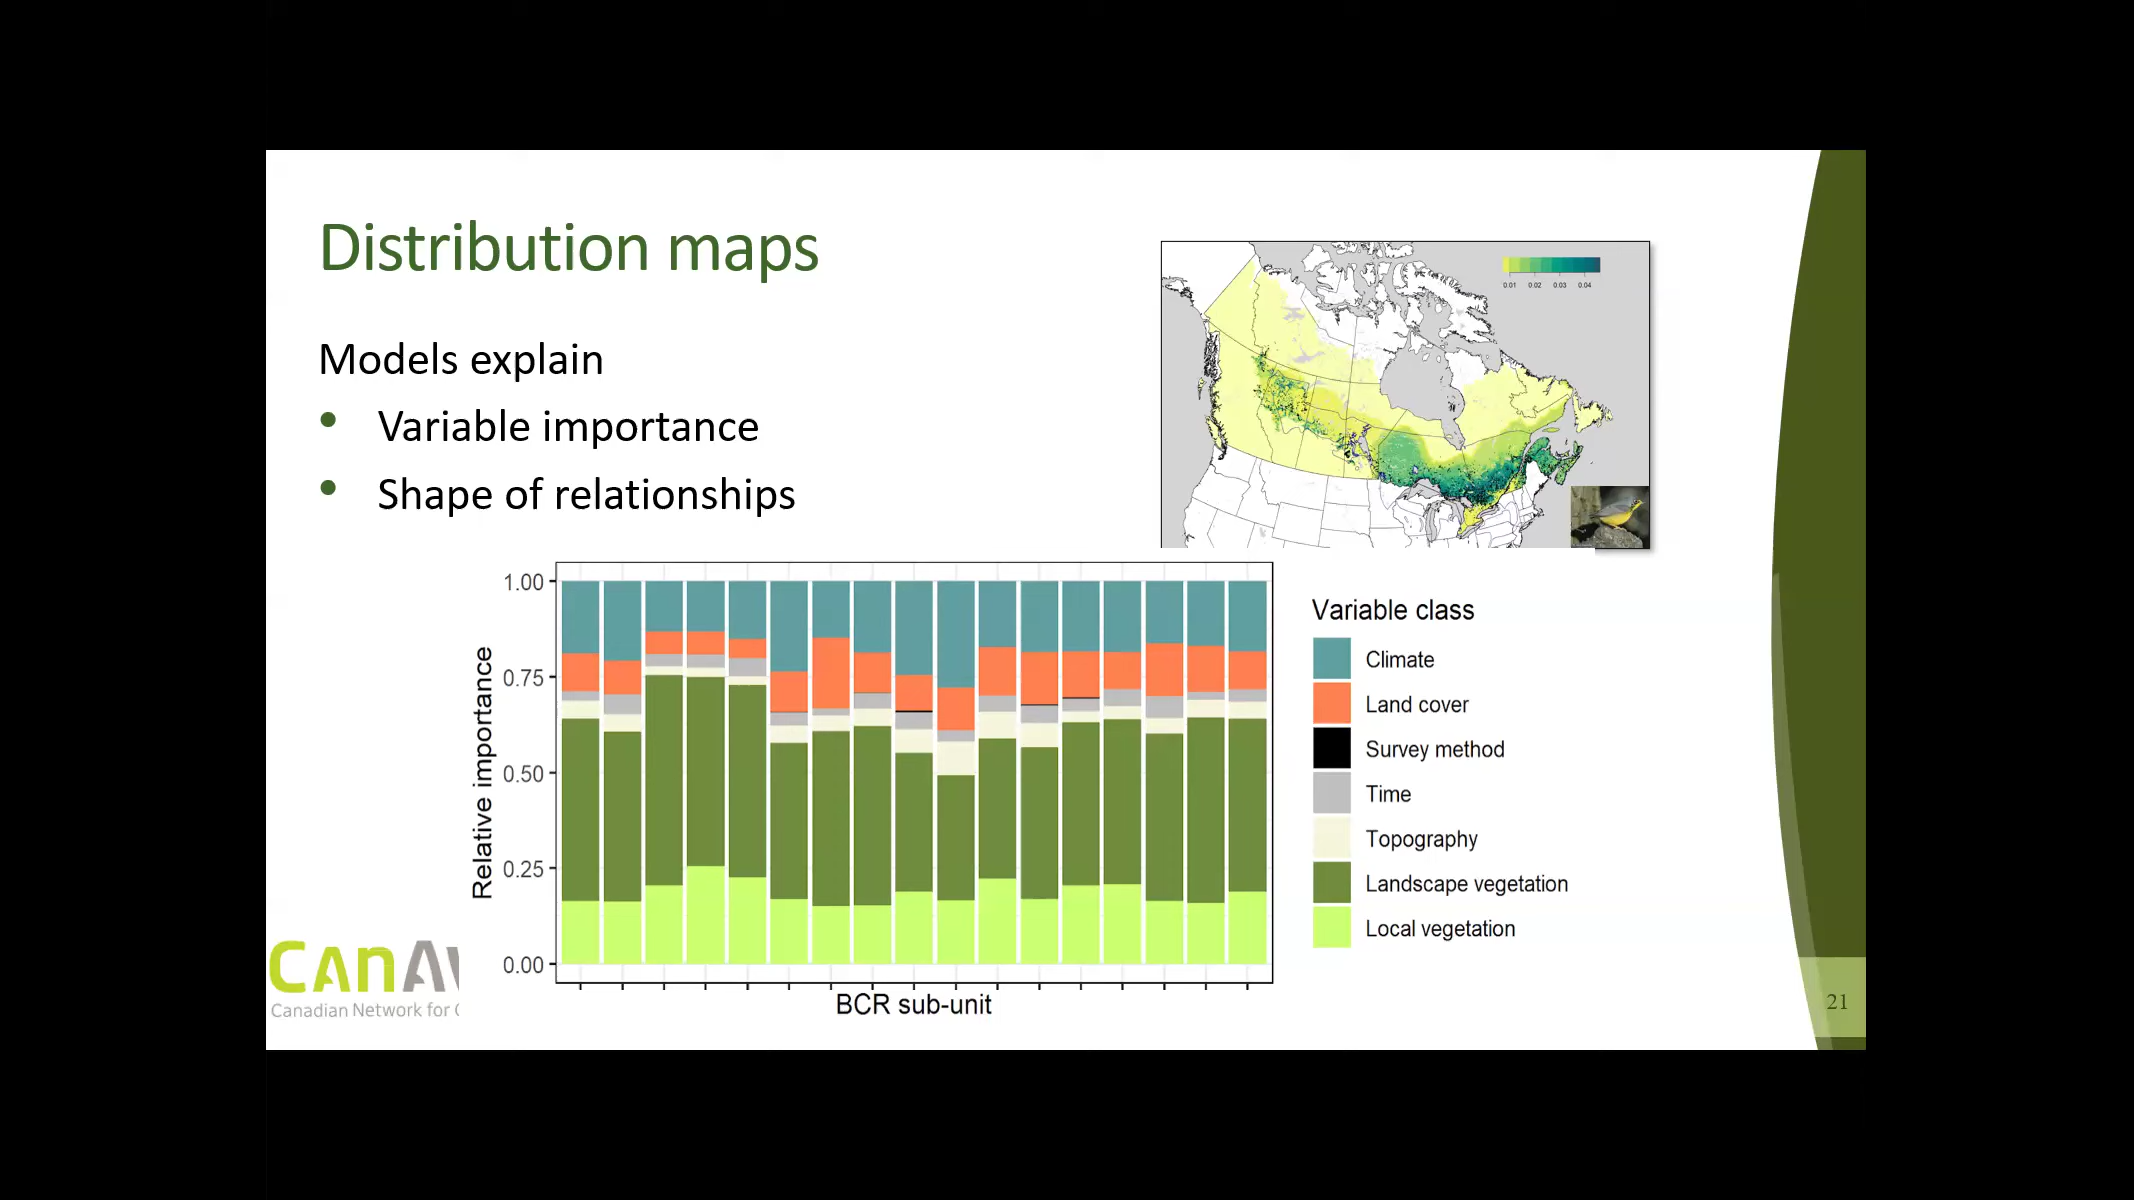 Distribution maps
Models explain
• Variable importance
• Shape of relationships
0.01 0.02 0.03 0.04
Relative importance
1.00
0.75
0.50
0.25
0.00
BCR sub-unit
Variable class
Climate
Land cover
Survey method
Time
Topography
Landscape vegetation
Local vegetation
CanA
Canadian Network for
21